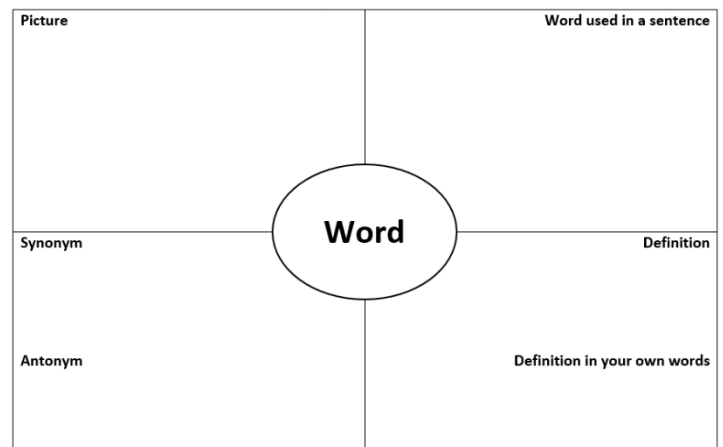 Picture
Word used in a sentence
Word
Synonym
Definition
Antonym
Definition in your own words